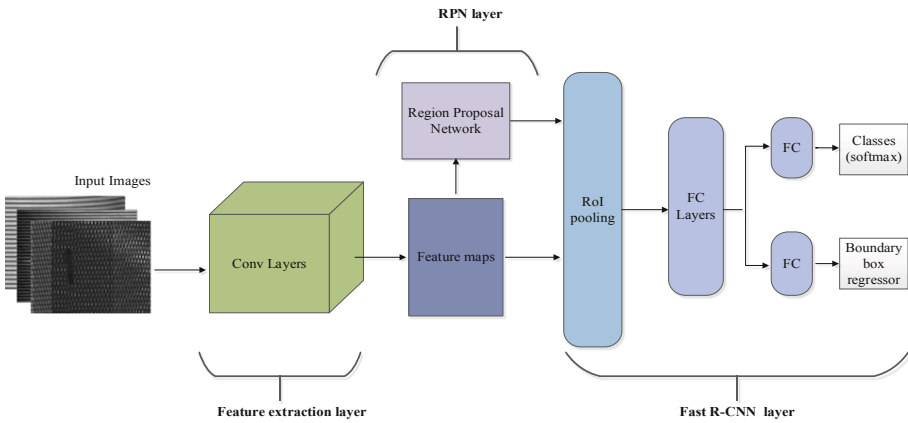 RPN layer
Region Proposal
Network
Input Images
Conv Layers
Feature maps
RoI
pooling
FC
Layers
FC
Classes
(softmax)
FC
Boundary
box
regressor
Feature extraction layer
Fast R-CNN layer